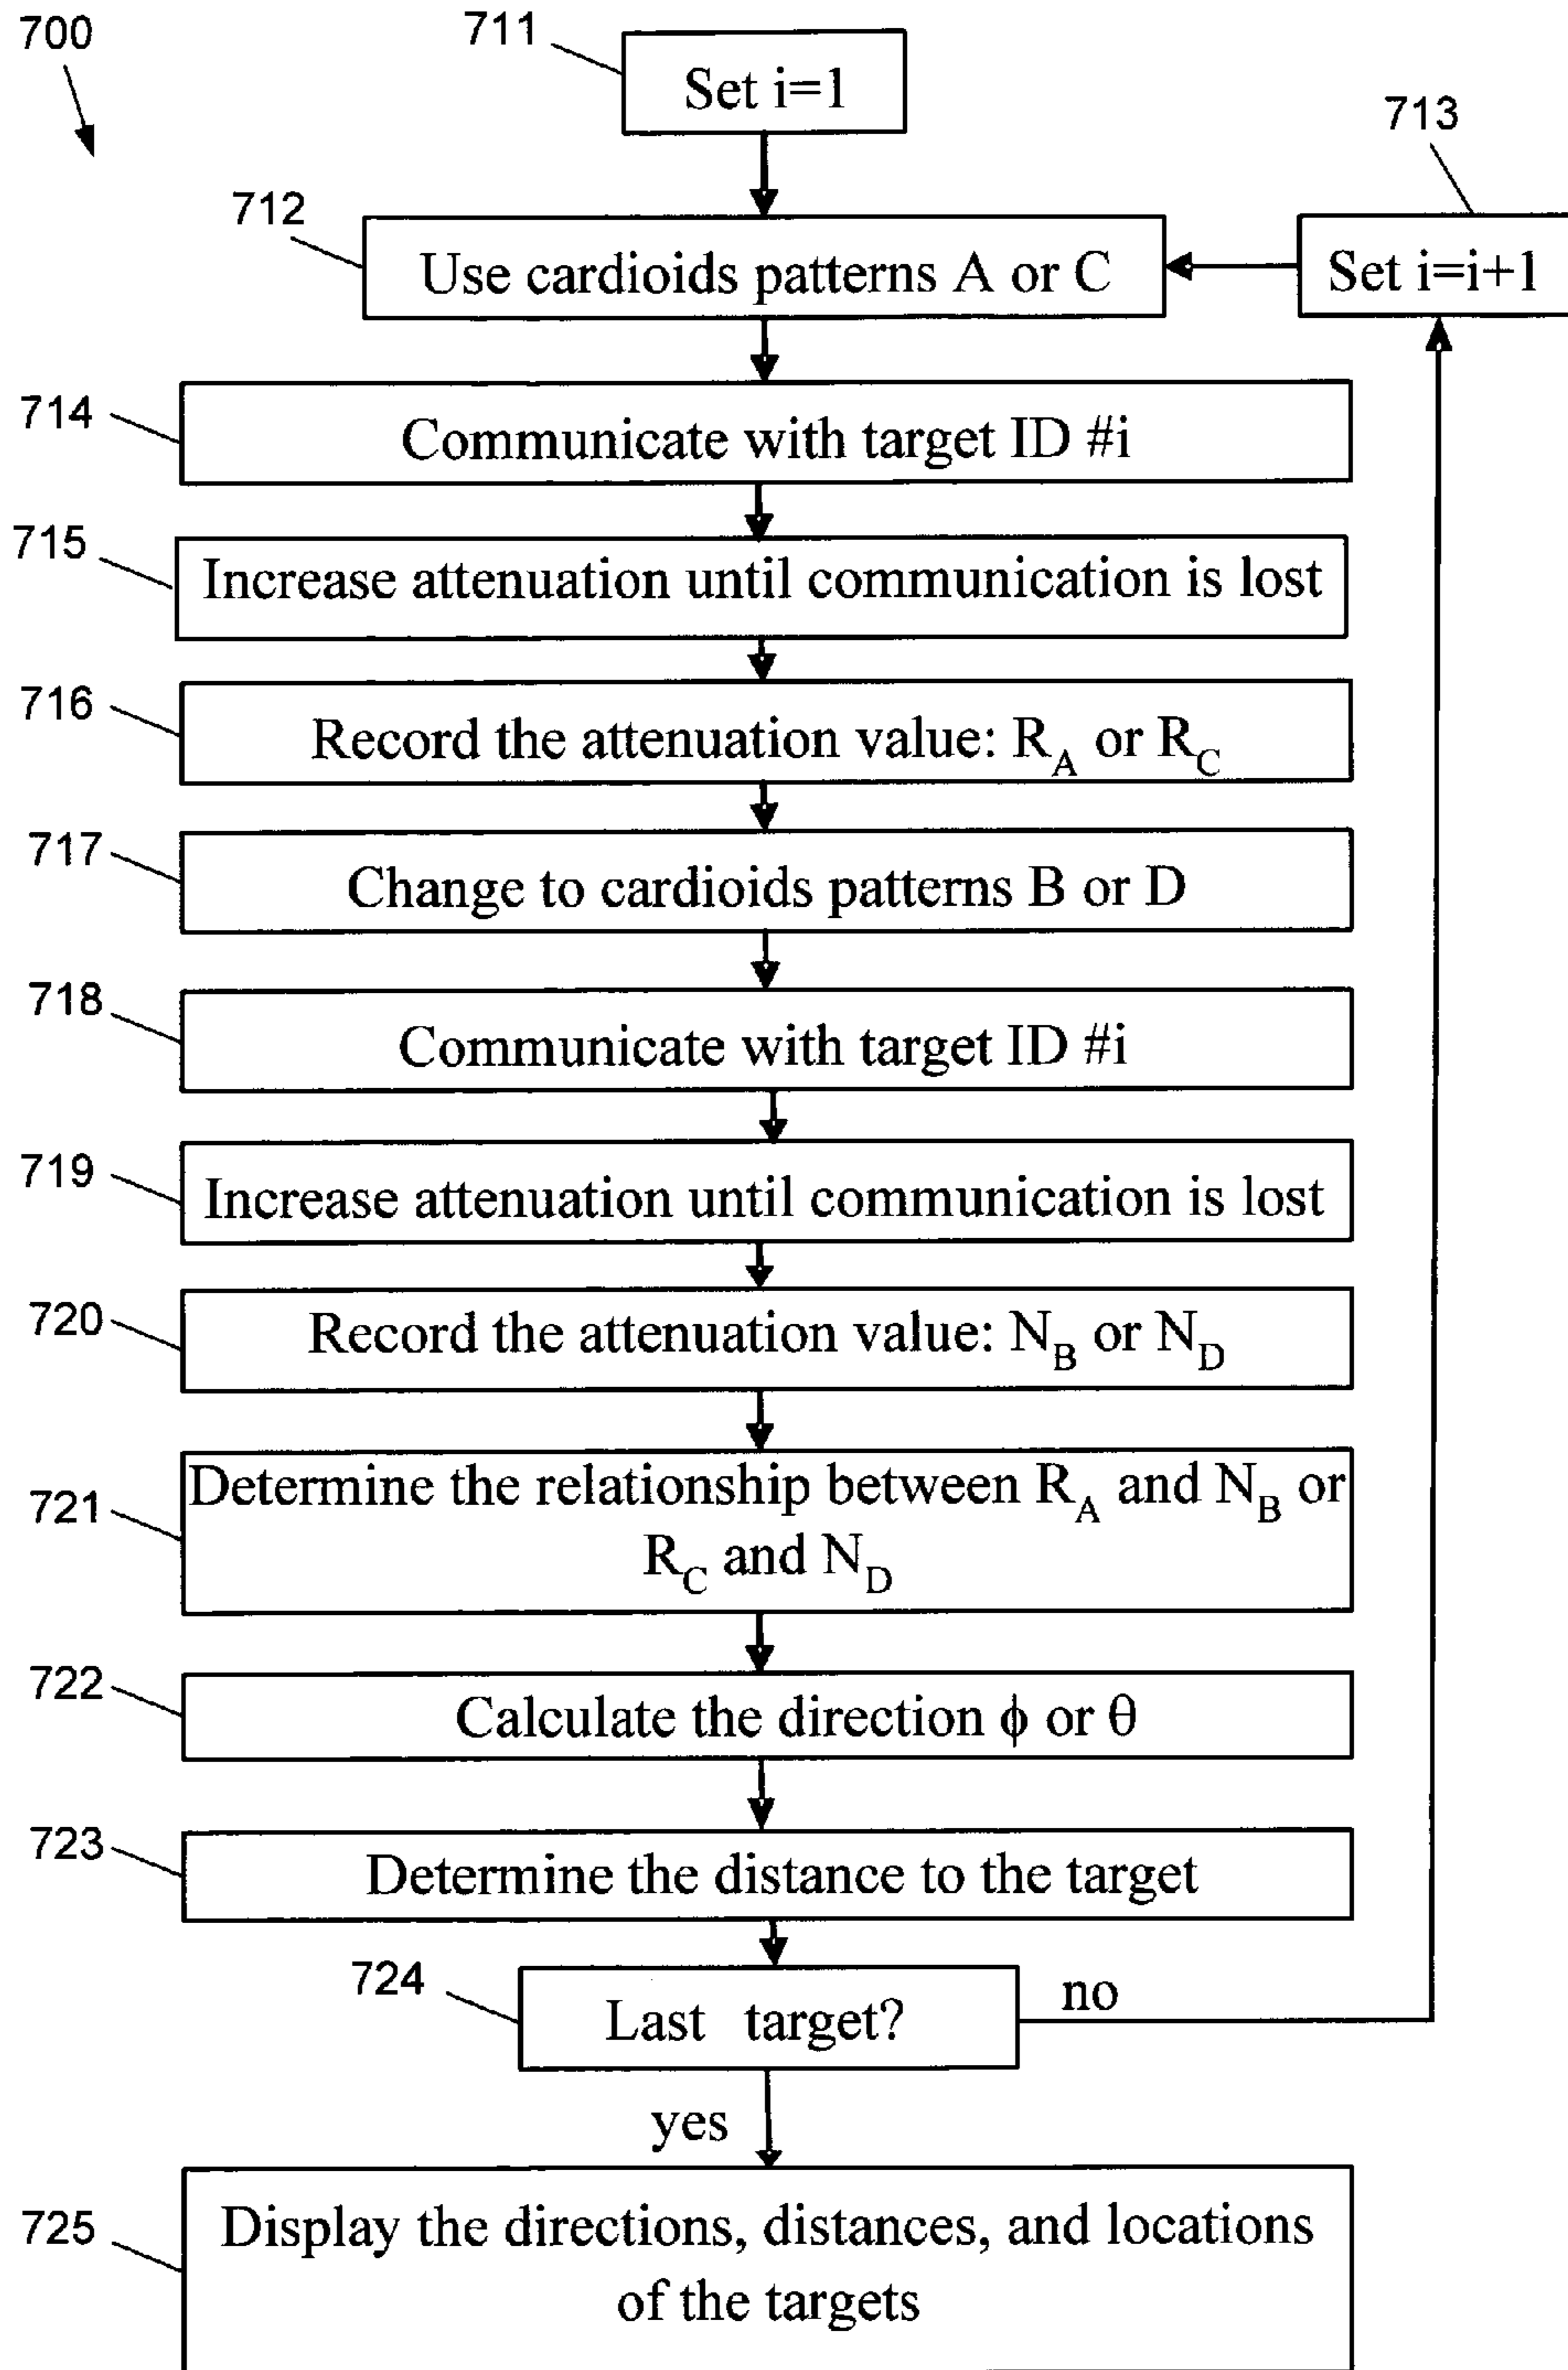 700
711
Set i=1
713
712
Use cardioids patterns A or C
Set i=i+1
714
Communicate with target ID #i
715
Increase attenuation until communication is lost
716
Record the attenuation value: R_A or R_C
717
Change to cardioids patterns B or D
718
Communicate with target ID #i
719
Increase attenuation until communication is lost
720
Record the attenuation value: N_B or N_D
721
Determine the relationship between R_A and N_B or
R_C and N_D
722
Calculate the direction ϕ or θ
723
Determine the distance to the target
724
Last target?
no
yes
725
Display the directions, distances, and locations
of the targets